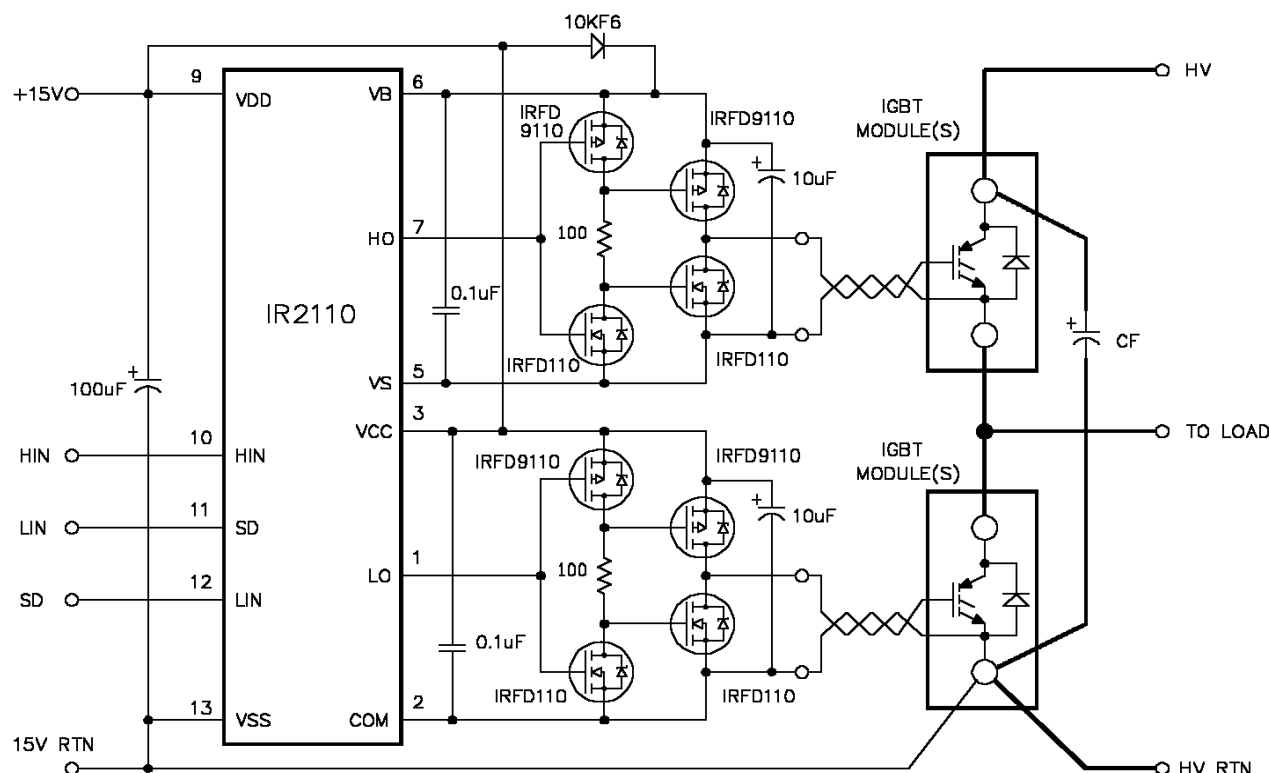 10KF6
+15V
9
VDD
VB
6
IRFD
9110
IRFD9110
+
10uF
HV
IGBT
MODULE(S)
HO
7
100
0.1uF
IR2110
IRFD110
IRFD110
+
CF
+
100uF
VS
5
VCC
3
TO LOAD
HIN
10
HIN
LIN
11
SD
SD
12
LIN
IRFD9110
IRFD9110
+
10uF
IGBT
MODULE(S)
LO
1
100
0.1uF
IRFD110
IRFD110
13
VSS
COM
2
15V RTN
HV RTN